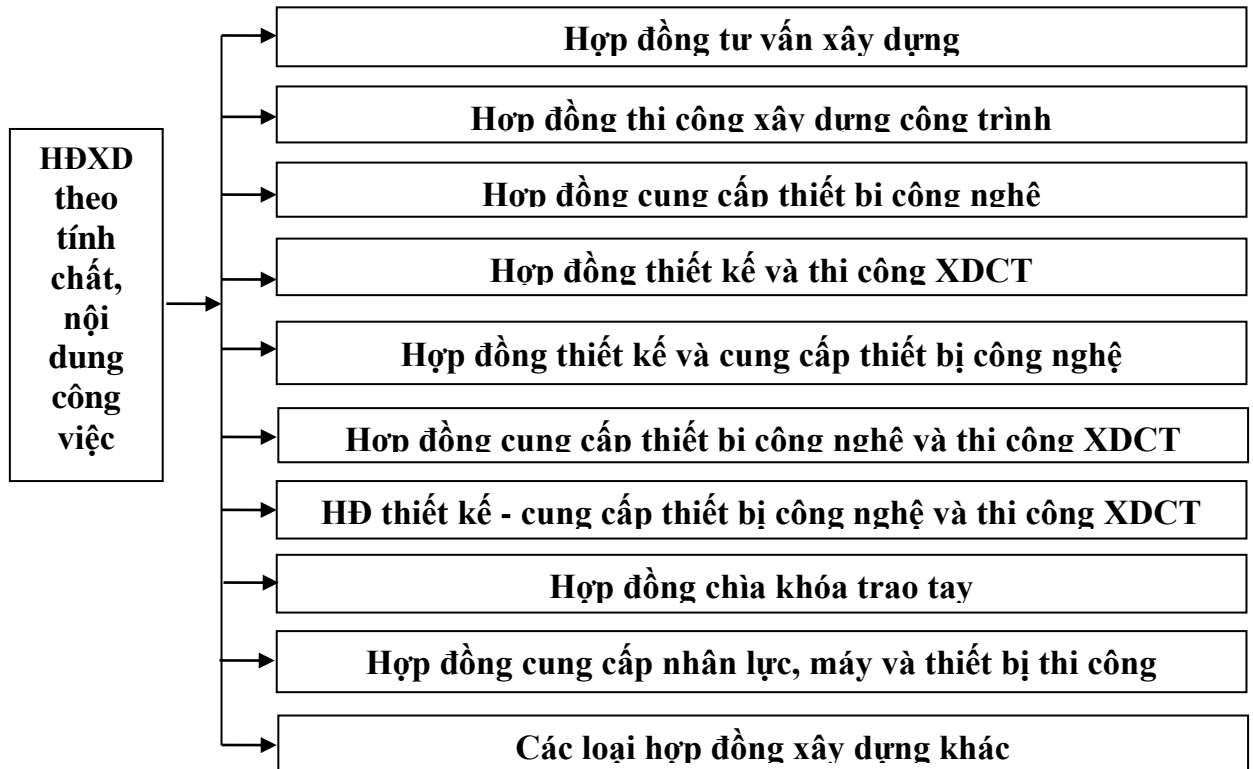 HĐXD
theo
tính
chất,
nội
dung
công
việc
Hợp đồng tư vấn xây dựng
Hợp đồng thi công xây dựng công trình
Hợp đồng cung cấp thiết bị công nghệ
Hợp đồng thiết kế và thi công XDCT
Hợp đồng thiết kế và cung cấp thiết bị công nghệ
Hợp đồng cung cấp thiết bị công nghệ và thi công XDCT
HĐ thiết kế - cung cấp thiết bị công nghệ và thi công XDCT
Hợp đồng chìa khóa trao tay
Hợp đồng cung cấp nhân lực, máy và thiết bị thi công
Các loại hợp đồng xây dựng khác